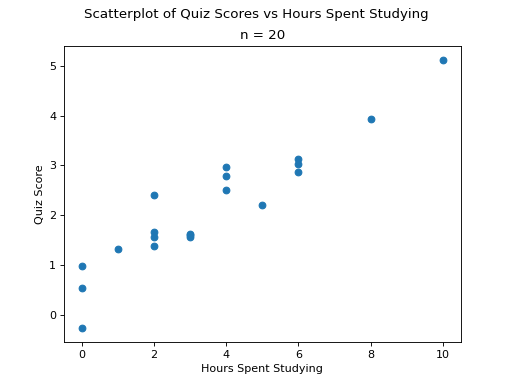 Scatterplot of Quiz Scores vs Hours Spent Studying
n = 20
5
4
3
2
1
0
Quiz Score
0 2 4 6 8 10
Hours Spent Studying